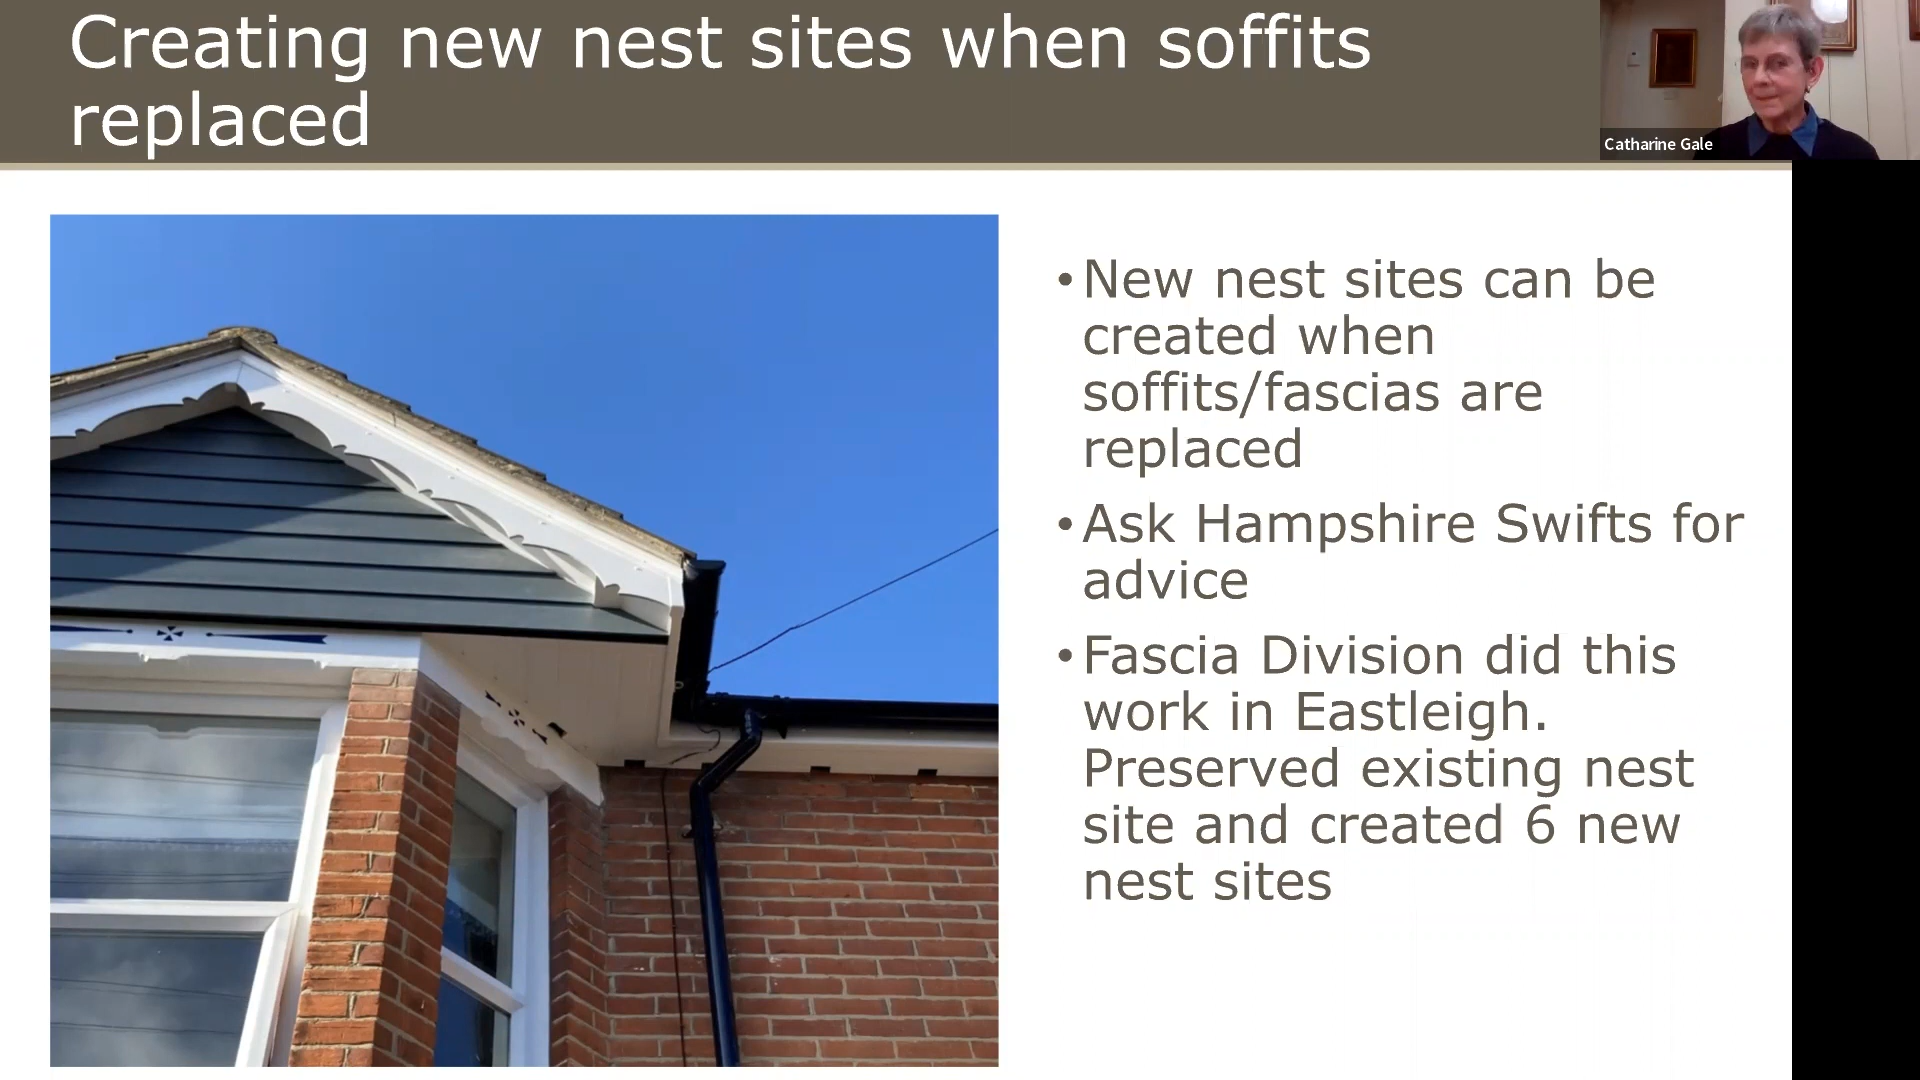 Creating new nest sites when soffits
replaced
Catharine Gale
•New nest sites can be
created when
soffits/fascias are
replaced
•Ask Hampshire Swifts for
advice
•Fascia Division did this
work in Eastleigh.
Preserved existing nest
site and created 6 new
nest sites